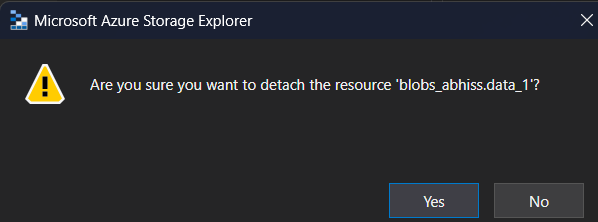 Microsoft Azure Storage Explorer
Are you sure you want to detach the resource 'blobs_abhiss.data_1'?
Yes
No